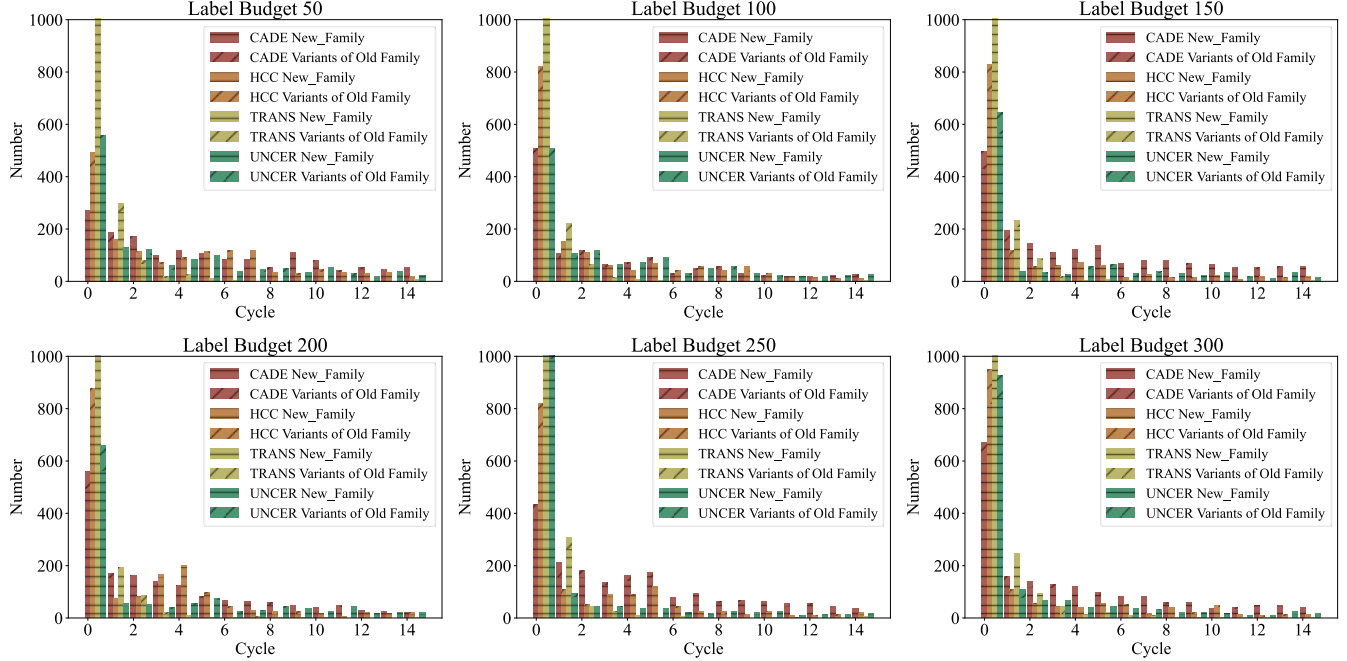 Label Budget 50
1000
800
600
400
200
0
Number
CADE New_Family
CADE Variants of Old Family
HCC New_Family
HCC Variants of Old Family
TRANS New_Family
TRANS Variants of Old Family
UNCER New_Family
UNCER Variants of Old Family
0 2 4 6 8 10 12 14
Cycle
Label Budget 100
1000
800
600
400
200
0
Number
CADE New_Family
CADE Variants of Old Family
HCC New_Family
HCC Variants of Old Family
TRANS New_Family
TRANS Variants of Old Family
UNCER New_Family
UNCER Variants of Old Family
0 2 4 6 8 10 12 14
Cycle
Label Budget 150
1000
800
600
400
200
0
Number
CADE New_Family
CADE Variants of Old Family
HCC New_Family
HCC Variants of Old Family
TRANS New_Family
TRANS Variants of Old Family
UNCER New_Family
UNCER Variants of Old Family
0 2 4 6 8 10 12 14
Cycle
Label Budget 200
1000
800
600
400
200
0
Number
CADE New_Family
CADE Variants of Old Family
HCC New_Family
HCC Variants of Old Family
TRANS New_Family
TRANS Variants of Old Family
UNCER New_Family
UNCER Variants of Old Family
0 2 4 6 8 10 12 14
Cycle
Label Budget 250
1000
800
600
400
200
0
Number
CADE New_Family
CADE Variants of Old Family
HCC New_Family
HCC Variants of Old Family
TRANS New_Family
TRANS Variants of Old Family
UNCER New_Family
UNCER Variants of Old Family
0 2 4 6 8 10 12 14
Cycle
Label Budget 300
1000
800
600
400
200
0
Number
CADE New_Family
CADE Variants of Old Family
HCC New_Family
HCC Variants of Old Family
TRANS New_Family
TRANS Variants of Old Family
UNCER New_Family
UNCER Variants of Old Family
0 2 4 6 8 10 12 14
Cycle